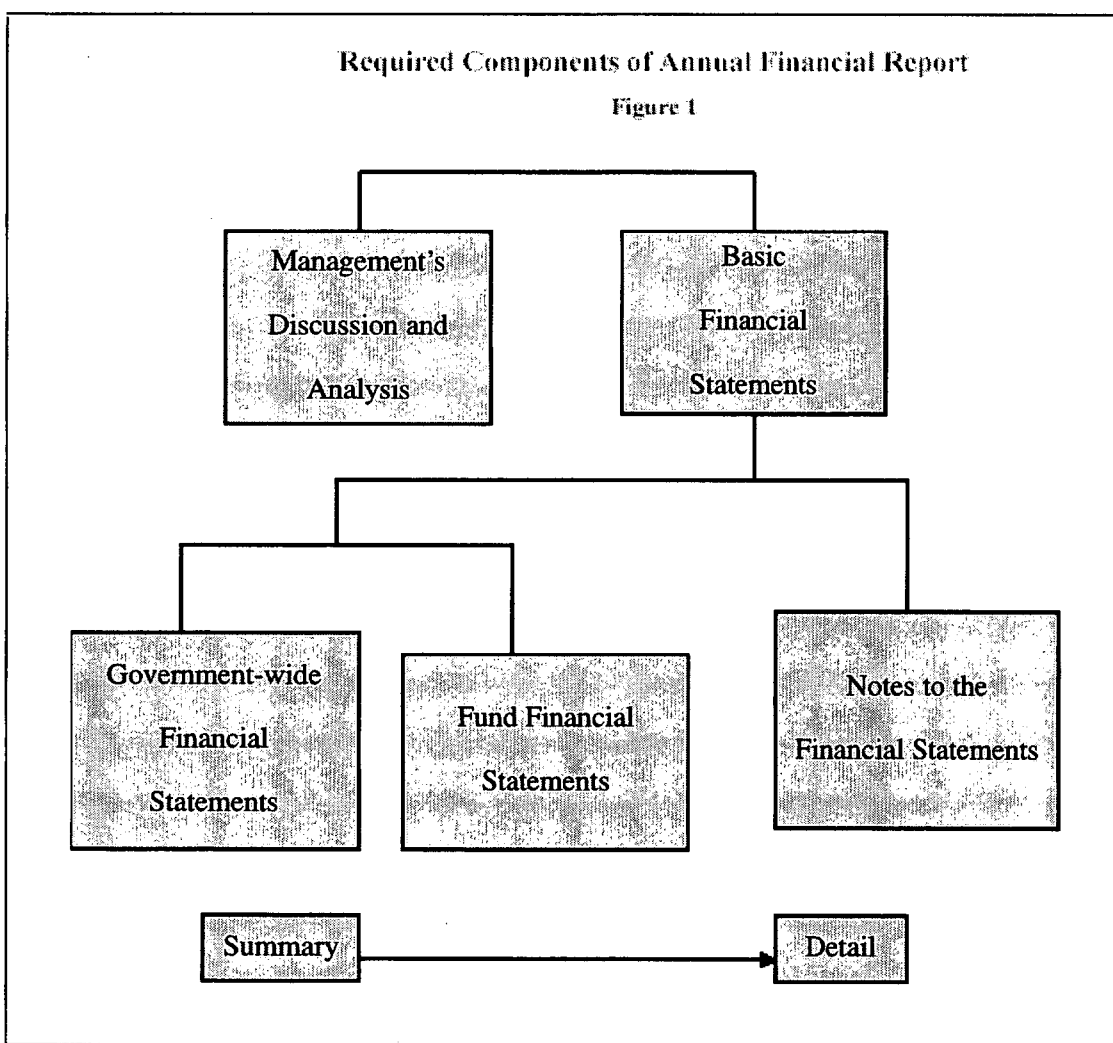 Required Components of Annual Financial Report
Figure 1
Management's
Discussion and
Analysis
Basic
Financial
Statements
Government-wide
Financial
Statements
Fund Financial
Statements
Notes to the
Financial Statements
Summary
Detail